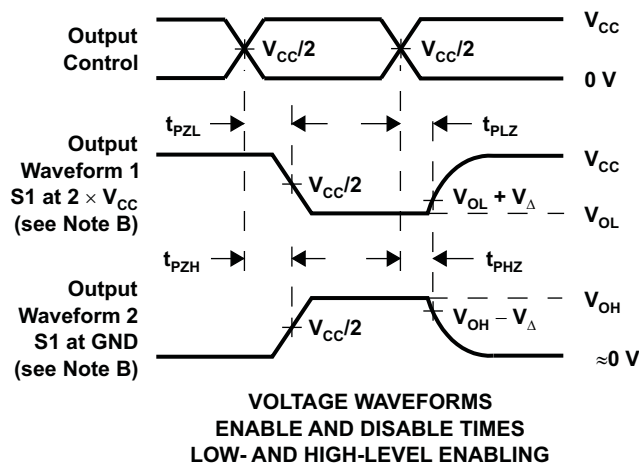 Output
Control
V_CC/2
V_CC/2
V_CC
0 V
t_PZL
t_PLZ
Output
Waveform 1
S1 at 2 × V_CC
(see Note B)
V_CC/2
V_CC
V_OL + V_Δ
V_OL
t_PZH
t_PHZ
Output
Waveform 2
S1 at GND
(see Note B)
V_CC/2
V_OH
V_OH − V_Δ
≈0 V
VOLTAGE WAVEFORMS
ENABLE AND DISABLE TIMES
LOW- AND HIGH-LEVEL ENABLING